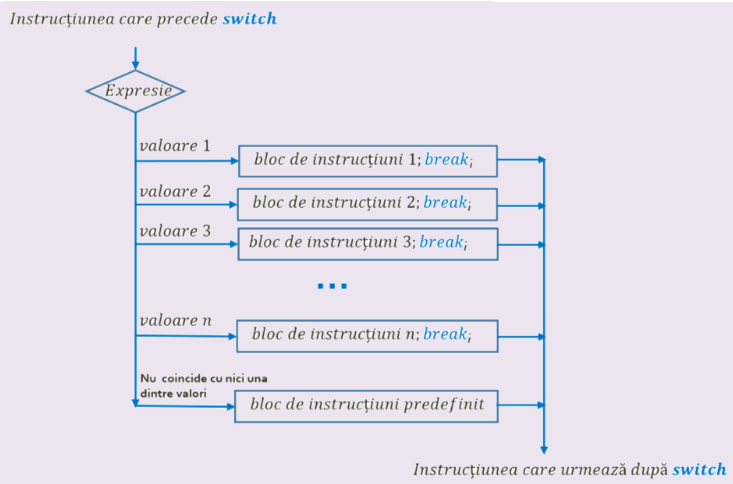 Instrucțiunea care precede switch
Expresie
valoare 1
bloc de instrucțiuni 1; break;
valoare 2
bloc de instrucțiuni 2; break;
valoare 3
bloc de instrucțiuni 3; break;
...
valoare n
bloc de instrucțiuni n; break;
Nu coincide cu nici una
dintre valori
bloc de instrucțiuni predefinit
Instrucțiunea care urmează după switch